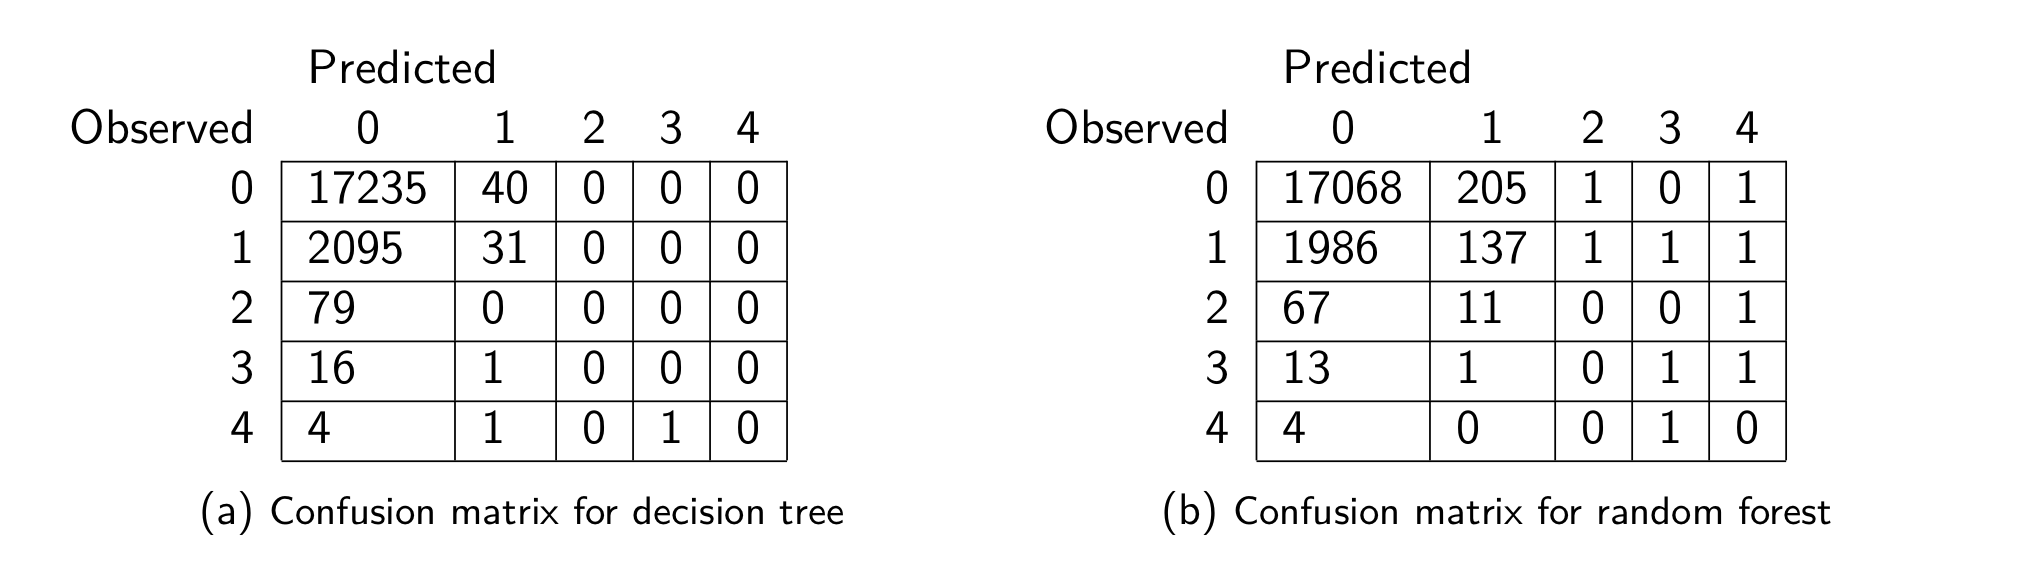 Predicted
Observed 0 1 2 3 4
0 17235 40 0 0 0
1 2095 31 0 0 0
2 79 0 0 0 0
3 16 1 0 0 0
4 4 1 0 1 0
(a) Confusion matrix for decision tree
Predicted
Observed 0 1 2 3 4
0 17068 205 1 0 1
1 1986 137 1 1 1
2 67 11 0 0 1
3 13 1 0 1 1
4 4 0 0 1 0
(b) Confusion matrix for random forest